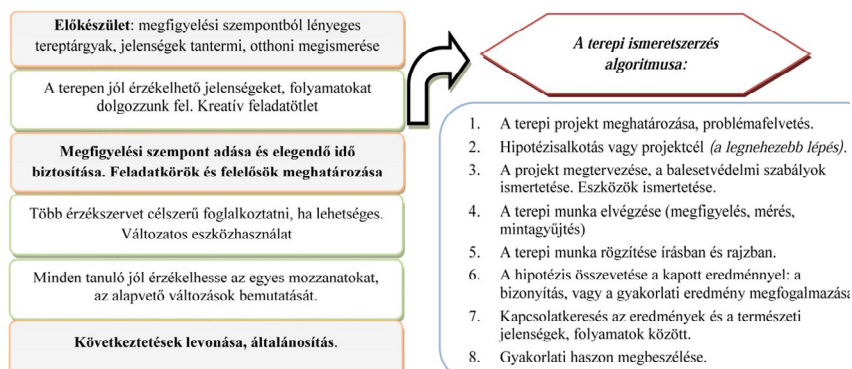 Előkészület: megfigyelési szempontból lényeges
tereptárgyak, jelenségek tantermi, otthoni megismerése
A terepen jól érzékelhető jelenségeket, folyamatokat
dolgozzunk fel. Kreatív feladatötlet
Megfigyelési szempont adása és elegendő idő
biztosítása. Feladatkörök és felelősök meghatározása
Több érzékszervet célszerű foglalkoztatni, ha lehetséges.
Változatos eszközhasználat
Minden tanuló jól érzékelhesse az egyes mozzanatokat,
az alapvető változások bemutatását.
Következtetések levonása, általánosítás.
A terepi ismeretszerzés
algoritmusa:
1. A terepi projekt meghatározása, problémafelvetés.
2. Hipotézisalkotás vagy projektcél (a legnehezebb lépés).
3. A projekt megtervezése, a balesetvédelmi szabályok
ismertetése. Eszközök ismertetése.
4. A terepi munka elvégzése (megfigyelés, mérés,
mintagyűjtés)
5. A terepi munka rögzítése írásban és rajzban.
6. A hipotézis összevetése a kapott eredménnyel: a
bizonyítás, vagy a gyakorlati eredmény megfogalmazása
7. Kapcsolatkeresés az eredmények és a természeti
jelenségek, folyamatok között.
8. Gyakorlati haszon megbeszélése.